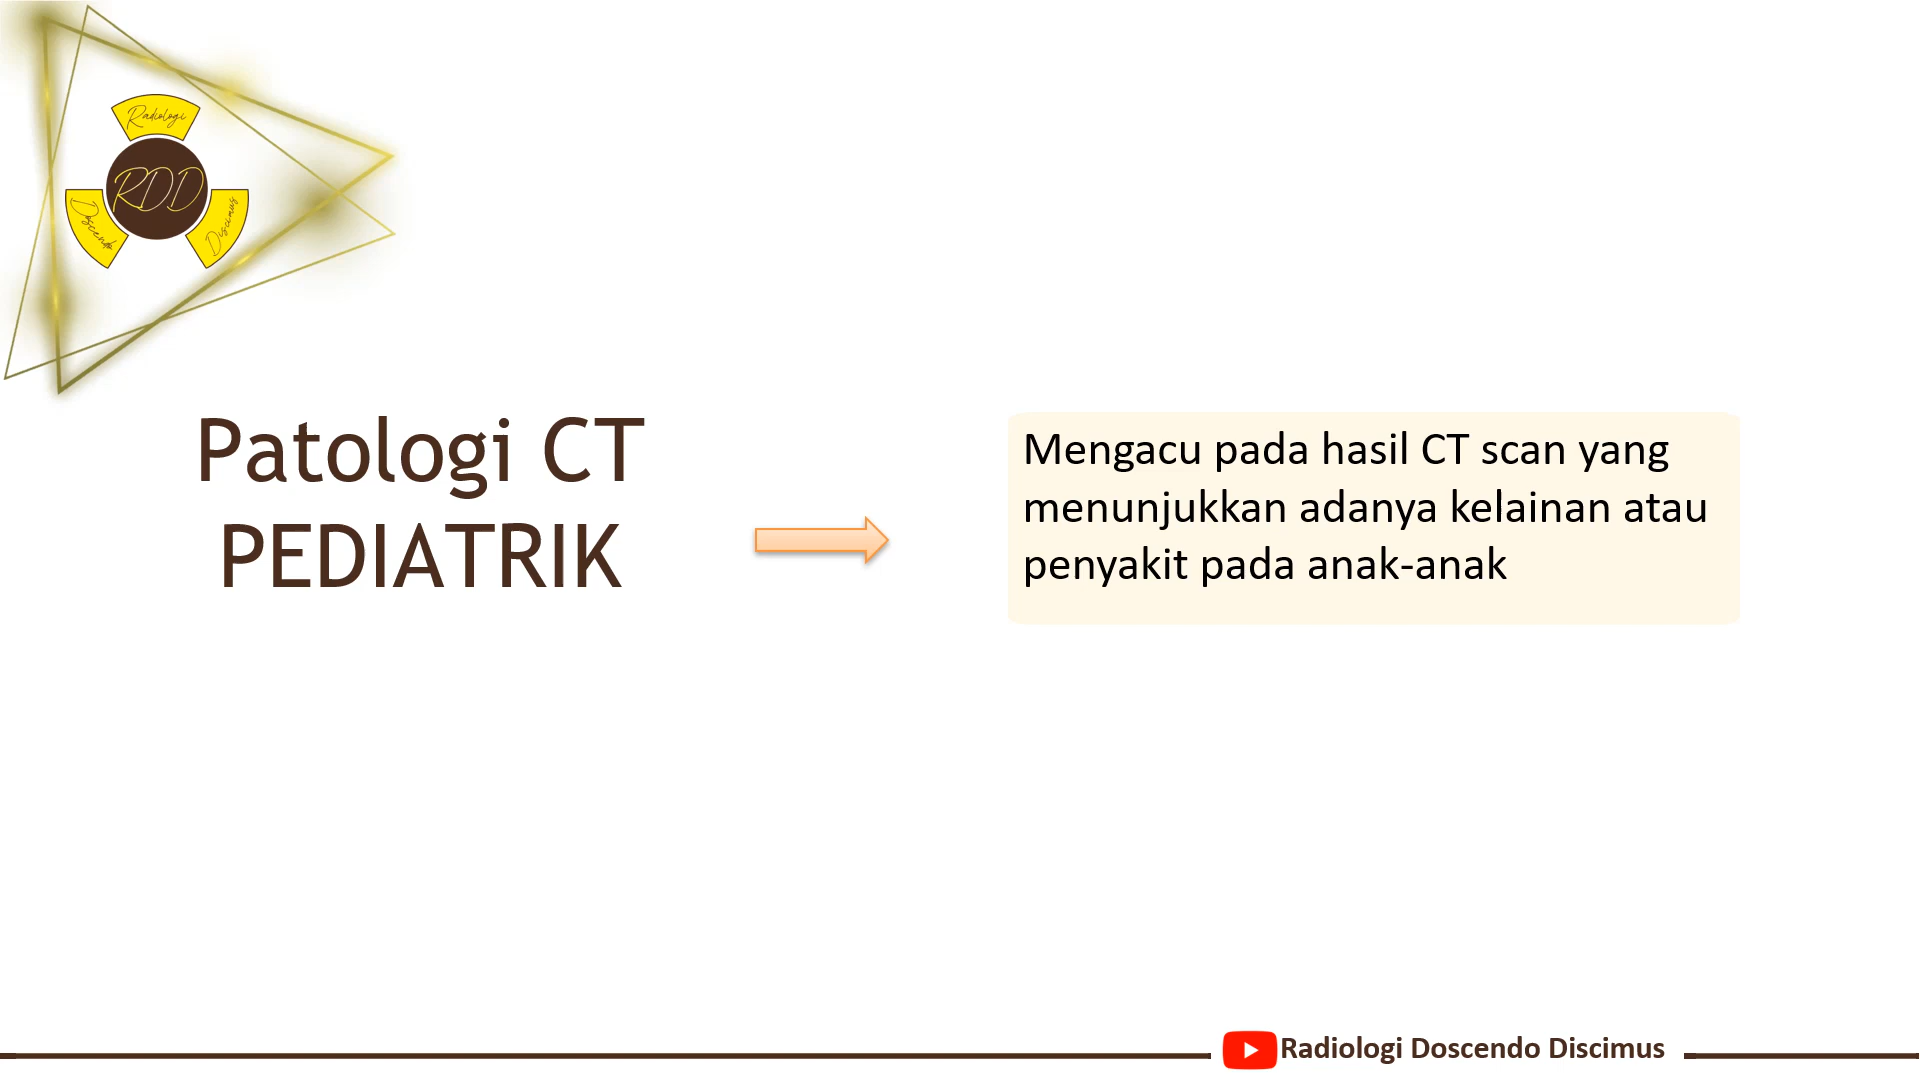 Radiologi
RDD
Doscendo
Discimus
Patologi CT
PEDIATRIK
Mengacu pada hasil CT scan yang
menunjukkan adanya kelainan atau
penyakit pada anak-anak
Radiologi Doscendo Discimus